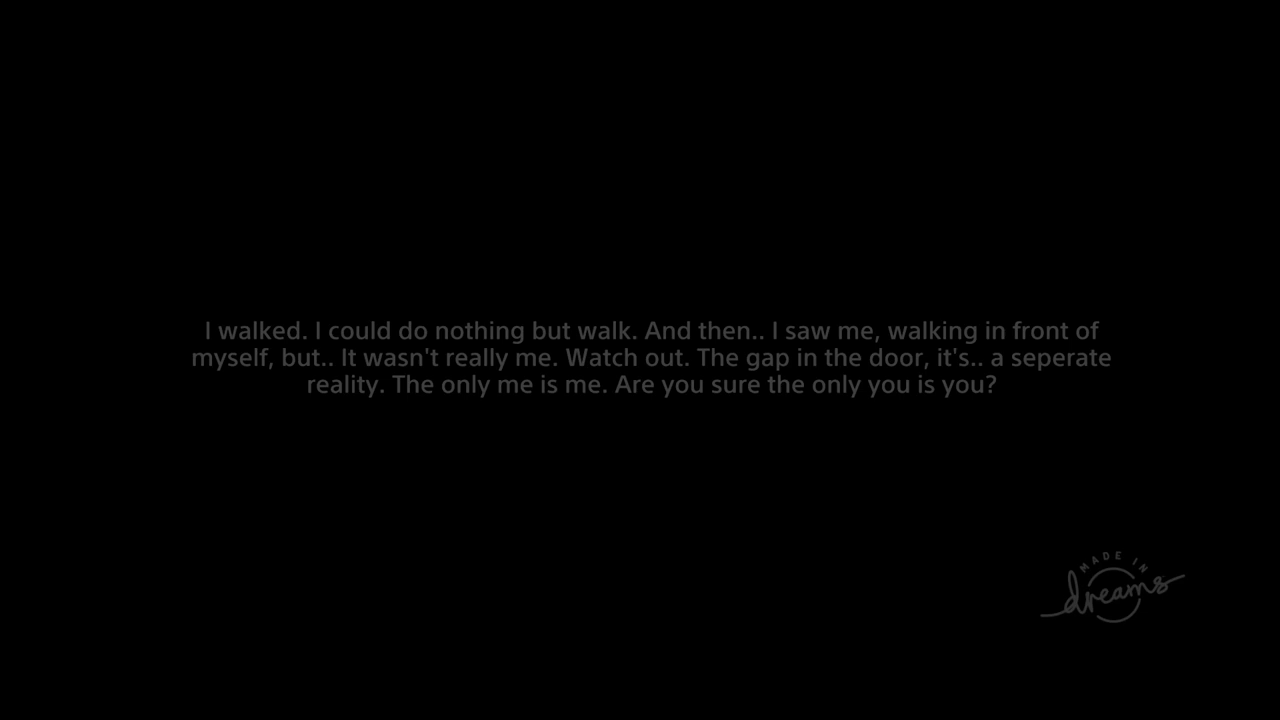 I walked. I could do nothing but walk. And then.. I saw me, walking in front of
myself, but.. It wasn't really me. Watch out. The gap in the door, it's.. a seperate
reality. The only me is me. Are you sure the only you is you?
MADE IN
dreams